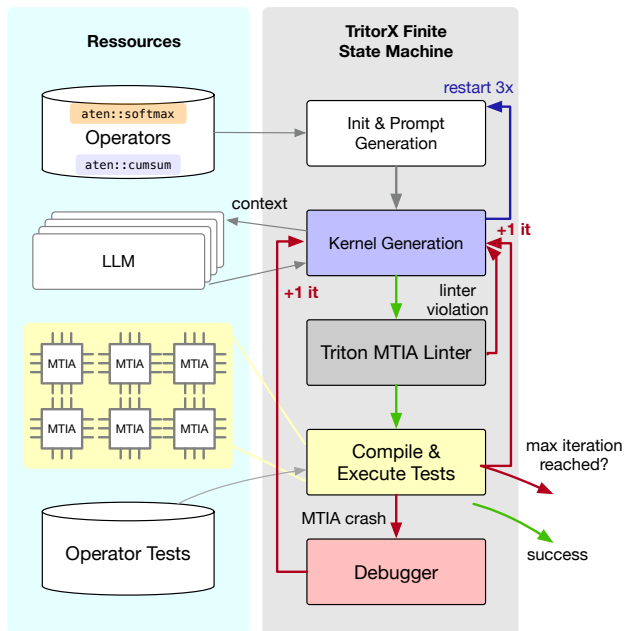 Ressources
TritorX Finite
State Machine
restart 3x
aten::softmax
Operators
aten::cumsum
Init & Prompt
Generation
context
LLM
Kernel Generation
+1 it
+1 it
linter
violation
MTIA
MTIA
MTIA
MTIA
MTIA
MTIA
Triton MTIA Linter
Compile &
Execute Tests
max iteration
reached?
MTIA crash
success
Operator Tests
Debugger